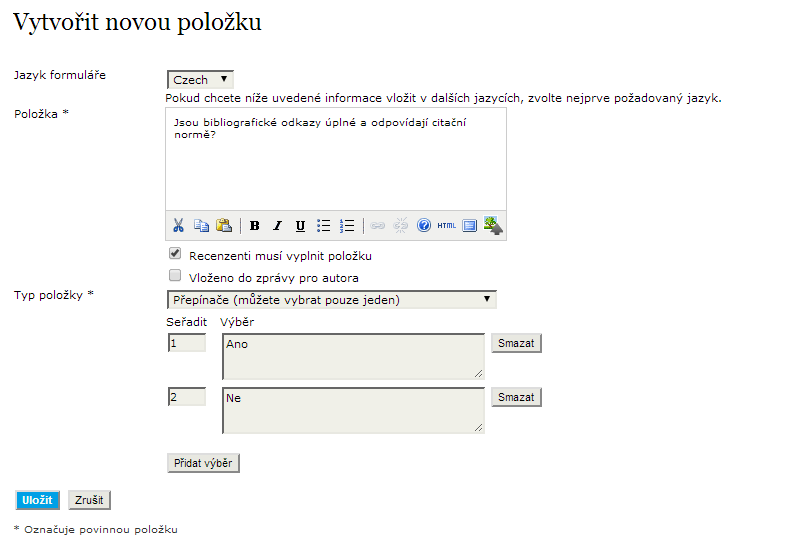 Vytvořit novou položku
Jazyk formuláře
Czech
Pokud chcete níže uvedené informace vložit v dalších jazycích, zvolte nejprve požadovaný jazyk.
Položka *
Jsou bibliografické odkazy úplné a odpovídají citační
normě?
B I U HTML
Recenzenti musí vyplnit položku
Vloženo do zprávy pro autora
Typ položky *
Přepínače (můžete vybrat pouze jeden)
Seřadit Výběr
1 Ano Smazat
2 Ne Smazat
Přidat výběr
Uložit Zrušit
* Označuje povinnou položku